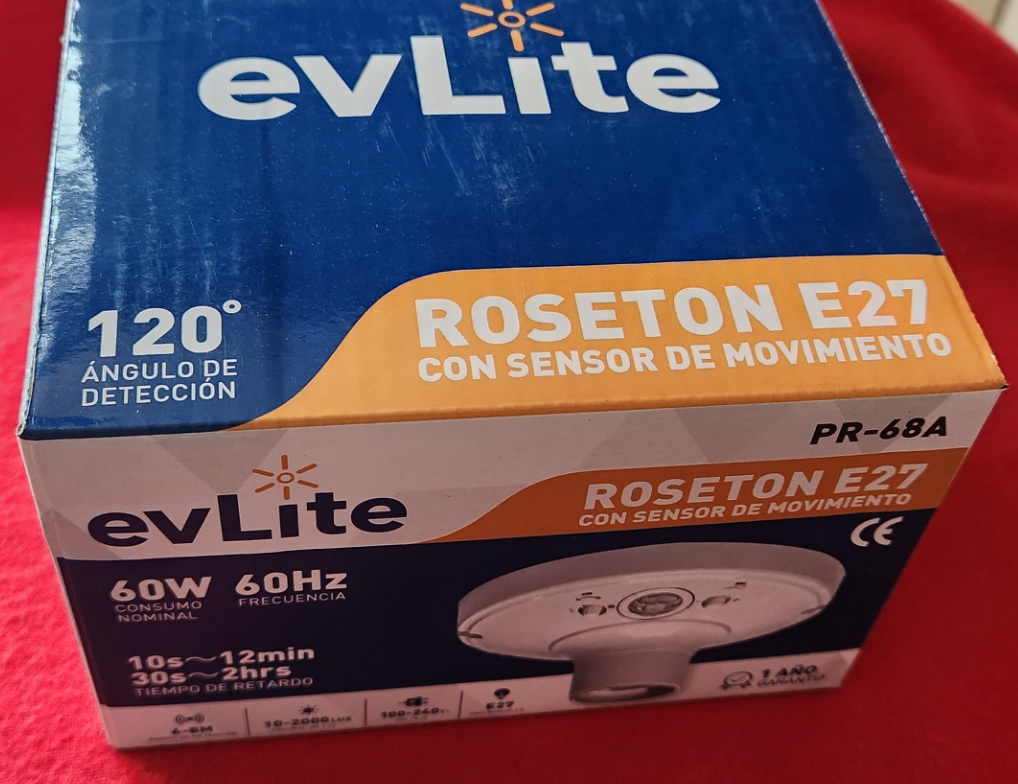 evLite
120°
ÁNGULO DE
DETECCIÓN
ROSETON E27
CON SENSOR DE MOVIMIENTO
PR-68A
evLite
ROSETON E27
CON SENSOR DE MOVIMIENTO
CE
60W
CONSUMO
NOMINAL
60Hz
FRECUENCIA
10s~12min
30s~2hrs
TIEMPO DE RETARDO
1 AÑO
GARANTÍA
6-8M
10-2000LUX
100-240V~
E27